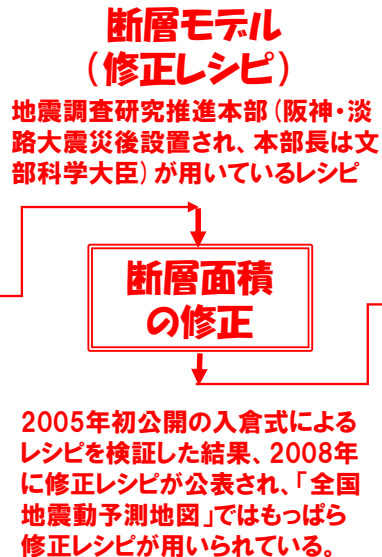 断層モデル
（修正レシピ）
地震調査研究推進本部（阪神・淡
路大震災後設置され、本部長は文
部科学大臣）が用いているレシピ
断層面積
の修正
2005年初公開の入倉式による
レシピを検証した結果、2008年
に修正レシピが公表され、「全国
地震動予測地図」ではもっぱら
修正レシピが用いられている。